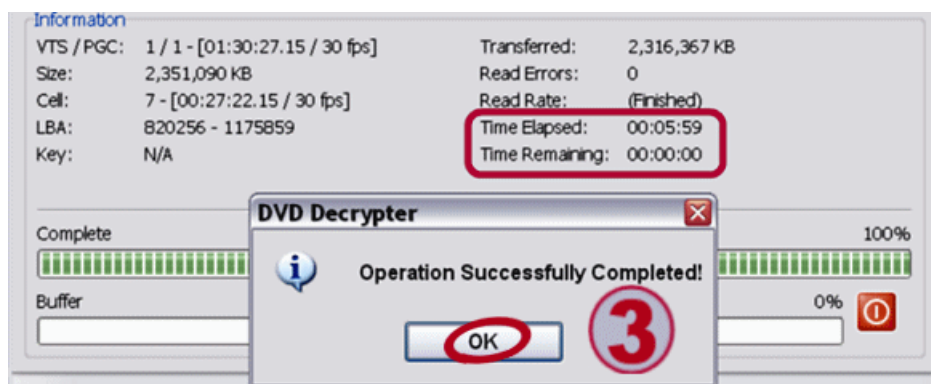 Information
VTS / PGC: 1 / 1 - [01:30:27.15 / 30 fps] Transferred: 2,316,367 KB
Size: 2,351,090 KB Read Errors: 0
Cell: 7 - [00:27:22.15 / 30 fps] Read Rate: (Finished)
LBA: 820256 - 1175859 Time Elapsed: 00:05:59
Key: N/A Time Remaining: 00:00:00
DVD Decrypter
Complete 100%
Operation Successfully Completed!
Buffer 0%
OK
3